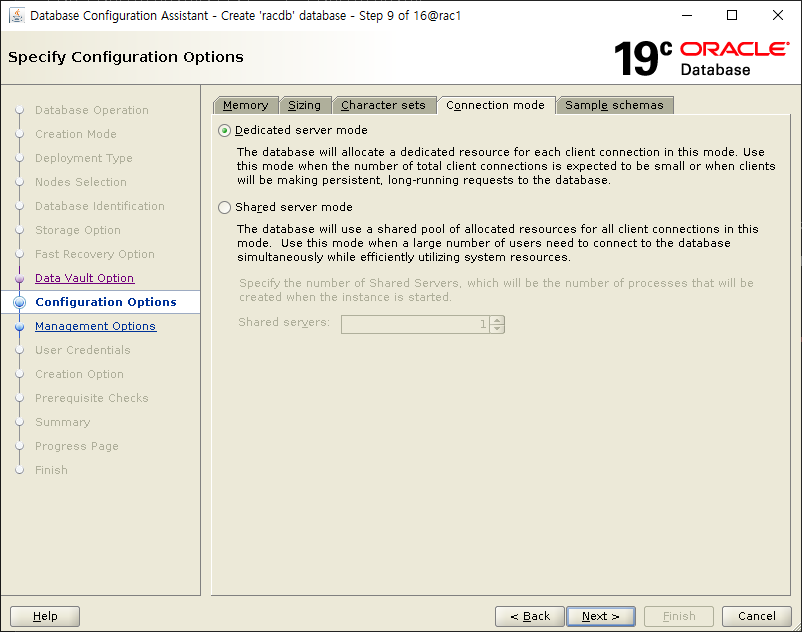 Database Configuration Assistant - Create 'racdb' database - Step 9 of 16@rac1
Specify Configuration Options
19c ORACLE
Database
Database Operation
Creation Mode
Deployment Type
Nodes Selection
Database Identification
Storage Option
Fast Recovery Option
Data Vault Option
Configuration Options
Management Options
User Credentials
Creation Option
Prerequisite Checks
Summary
Progress Page
Finish
Memory Sizing Character sets Connection mode Sample schemas
Dedicated server mode
The database will allocate a dedicated resource for each client connection in this mode. Use
this mode when the number of total client connections is expected to be small or when clients
will be making persistent, long-running requests to the database.
Shared server mode
The database will use a shared pool of allocated resources for all client connections in this
mode. Use this mode when a large number of users need to connect to the database
simultaneously while efficiently utilizing system resources.
Specify the number of Shared Servers, which will be the number of processes that will be
created when the instance is started.
Shared servers: 1
Help < Back Next > Finish Cancel